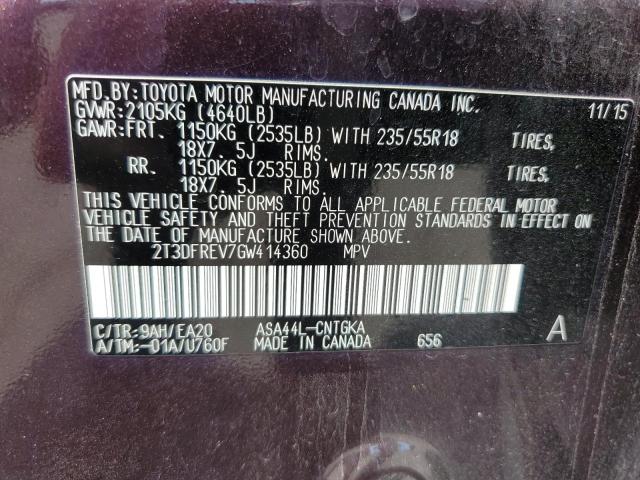 MFD.BY:TOYOTA MOTOR MANUFACTURING CANADA INC. 11/15
GVWR:2105KG (4640LB)
GAWR:FRT. 1150KG (2535LB) WITH 235/55R18 TIRES,
18X7.5J RIMS.
RR. 1150KG (2535LB) WITH 235/55R18 TIRES,
18X7.5J RIMS.
THIS VEHICLE CONFORMS TO ALL APPLICABLE FEDERAL MOTOR
VEHICLE SAFETY AND THEFT PREVENTION STANDARDS IN EFFECT ON
THE DATE OF MANUFACTURE SHOWN ABOVE.
2T3DFREV7GW414360 MPV
C/TR:9AH/EA20 ASA44L-CNTGKA A
A/TM:-01A/U760F MADE IN CANADA 656